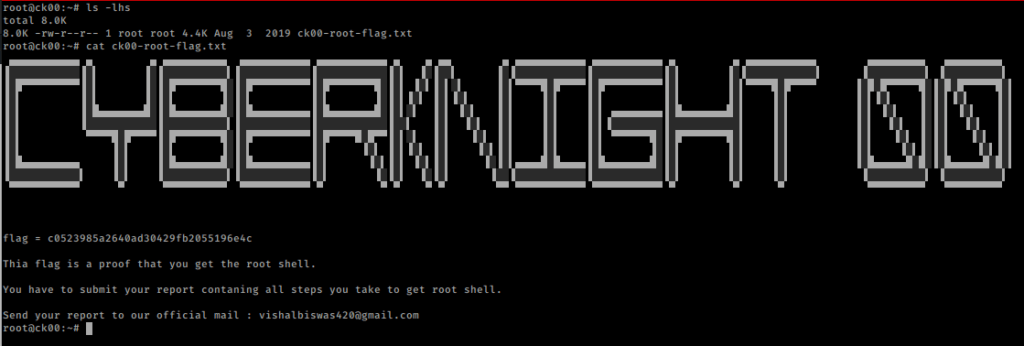 root@ck00:~# ls -lhs
total 8.0K
8.0K -rw-r--r-- 1 root root 4.4K Aug  3  2019 ck00-root-flag.txt
root@ck00:~# cat ck00-root-flag.txt
CYBERKNIGHT 00
flag = c0523985a2640ad30429fb2055196e4c
Thia flag is a proof that you get the root shell.
You have to submit your report contaning all steps you take to get root shell.
Send your report to our official mail : vishalbiswas420@gmail.com
root@ck00:~#